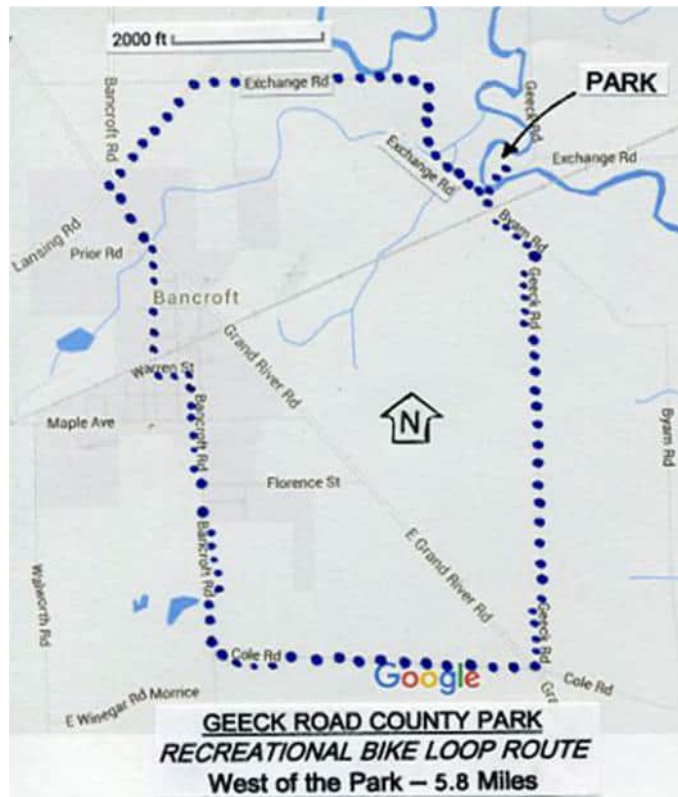 2000 ft
Bancroft Rd
Exchange Rd
Geeck Rd
PARK
Exchange Rd
Exchange Rd
Lansing Rd
Prior Rd
Byam Rd
Geeck Rd
Bancroft
Grand River Rd
Warren St
Maple Ave
Bancroft Rd
N
Byam Rd
Florence St
Bancroft Rd
E Grand River Rd
Walworth Rd
Geeck Rd
Cole Rd
Google
Cole Rd
E Winegar Rd
Morrice
GEECK ROAD COUNTY PARK
RECREATIONAL BIKE LOOP ROUTE
West of the Park – 5.8 Miles